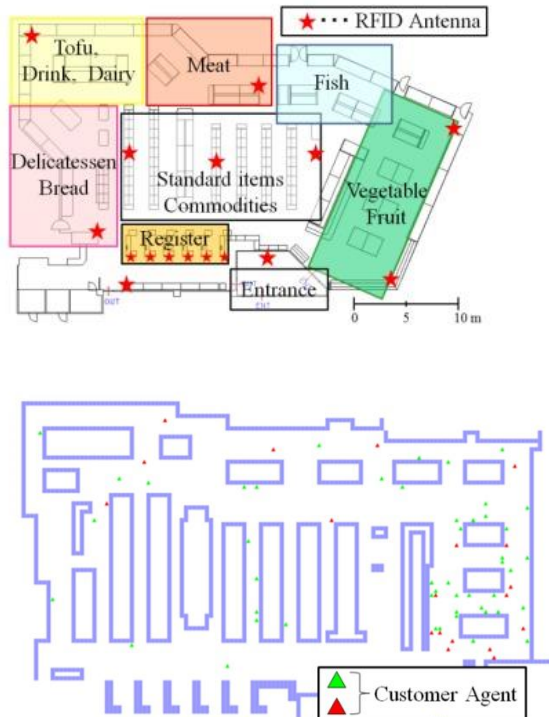 ★··· RFID Antenna
Tofu,
Drink, Dairy
Meat
Fish
Delicatessen
Bread
Standard items
Commodities
Vegetable
Fruit
Register
Entrance
OUT
0 5 10 m
Customer Agent